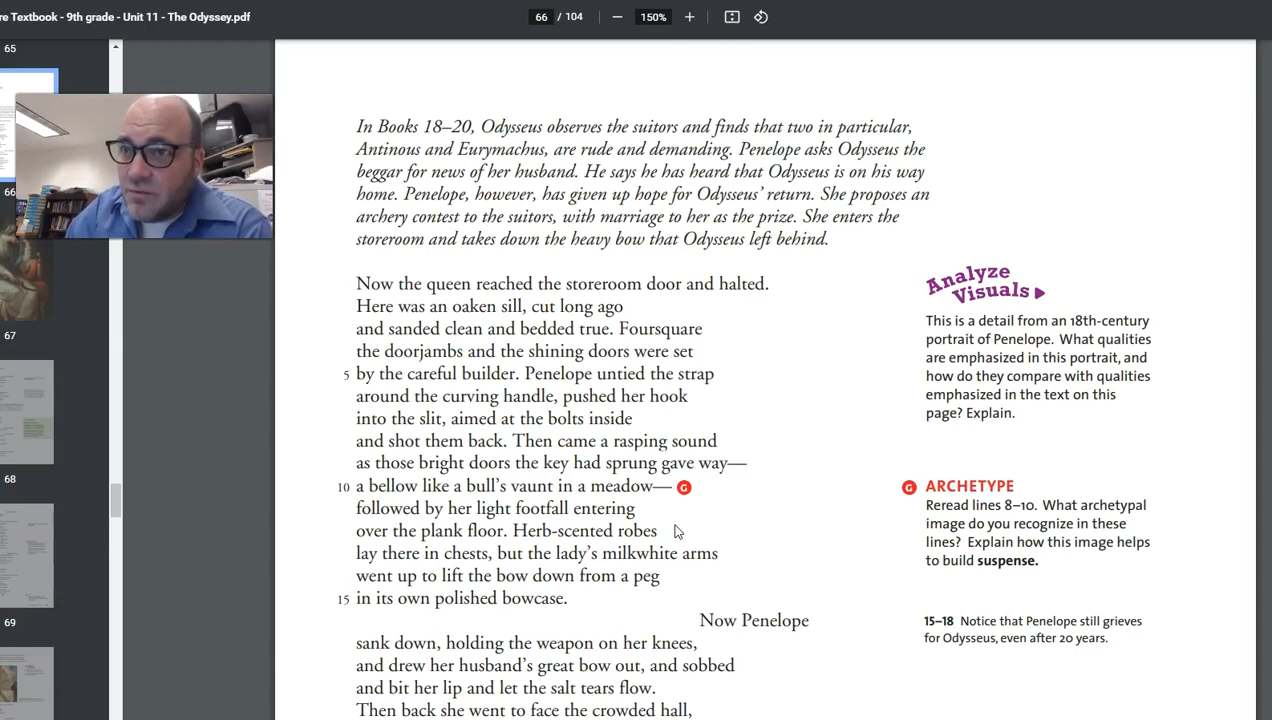 re Textbook - 9th grade - Unit 11 - The Odyssey.pdf
66 / 104
150%
65
66
67
68
69
In Books 18–20, Odysseus observes the suitors and finds that two in particular,
Antinous and Eurymachus, are rude and demanding. Penelope asks Odysseus the
beggar for news of her husband. He says he has heard that Odysseus is on his way
home. Penelope, however, has given up hope for Odysseus’ return. She proposes an
archery contest to the suitors, with marriage to her as the prize. She enters the
storeroom and takes down the heavy bow that Odysseus left behind.
Now the queen reached the storeroom door and halted.
Here was an oaken sill, cut long ago
and sanded clean and bedded true. Foursquare
the doorjambs and the shining doors were set
5 by the careful builder. Penelope untied the strap
around the curving handle, pushed her hook
into the slit, aimed at the bolts inside
and shot them back. Then came a rasping sound
as those bright doors the key had sprung gave way—
10 a bellow like a bull’s vaunt in a meadow— G
followed by her light footfall entering
over the plank floor. Herb-scented robes
lay there in chests, but the lady’s milkwhite arms
went up to lift the bow down from a peg
15 in its own polished bowcase.
Now Penelope
sank down, holding the weapon on her knees,
and drew her husband’s great bow out, and sobbed
and bit her lip and let the salt tears flow.
Then back she went to face the crowded hall,
Analyze
Visuals
This is a detail from an 18th-century
portrait of Penelope. What qualities
are emphasized in this portrait, and
how do they compare with qualities
emphasized in the text on this
page? Explain.
G ARCHETYPE
Reread lines 8–10. What archetypal
image do you recognize in these
lines? Explain how this image helps
to build suspense.
15–18 Notice that Penelope still grieves
for Odysseus, even after 20 years.